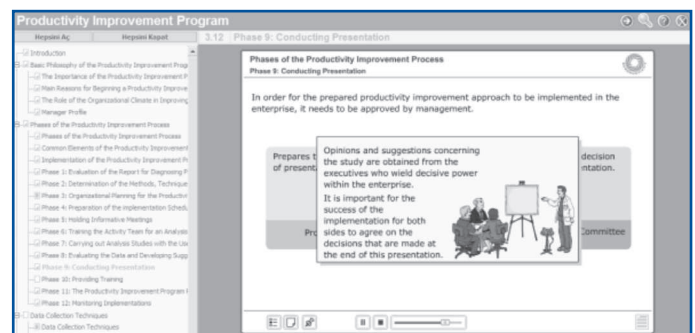 Productivity Improvement Program
Hepsini Aç
Hepsini Kapat
3.12 Phase 9: Conducting Presentation
Introduction
Basic Philosophy of the Productivity Improvement Progr
The Importance of the Productivity Improvement P
Main Reasons for Beginning a Productivity Improve
The Role of the Organizational Climate in Improving
Manager Profile
Phases of the Productivity Improvement Process
Phases of the Productivity Improvement Process
Common Elements of the Productivity Improvement
Implementation of the Productivity Improvement Pr
Phase 1: Evaluation of the Report for Diagnosing P
Phase 2: Determination of the Methods, Technique
Phase 3: Organizational Planning for the Productiv
Phase 4: Preparation of the Implementation Schedu
Phase 5: Holding Informative Meetings
Phase 6: Training the Activity Team for an Analysis
Phase 7: Carrying out Analysis Studies with the Use
Phase 8: Evaluating the Data and Developing Sugg
Phase 9: Conducting Presentation
Phase 10: Providing Training
Phase 11: The Productivity Improvement Program I
Phase 12: Monitoring Implementations
Data Collection Techniques
Data Collection Techniques
Phases of the Productivity Improvement Process
Phase 9: Conducting Presentation
In order for the prepared productivity improvement approach to be implemented in the
enterprise, it needs to be approved by management.
Prepares t
of present
Pro
Opinions and suggestions concerning
the study are obtained from the
executives who wield decisive power
within the enterprise.
It is important for the
success of the
implementation for both
sides to agree on the
decisions that are made at
the end of this presentation.
decision
ntation.
Committee